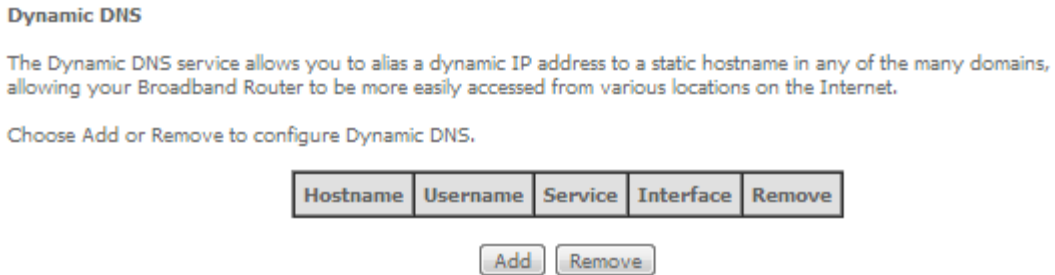 Dynamic DNS
The Dynamic DNS service allows you to alias a dynamic IP address to a static hostname in any of the many domains,
allowing your Broadband Router to be more easily accessed from various locations on the Internet.
Choose Add or Remove to configure Dynamic DNS.
Hostname Username Service Interface Remove
Add Remove